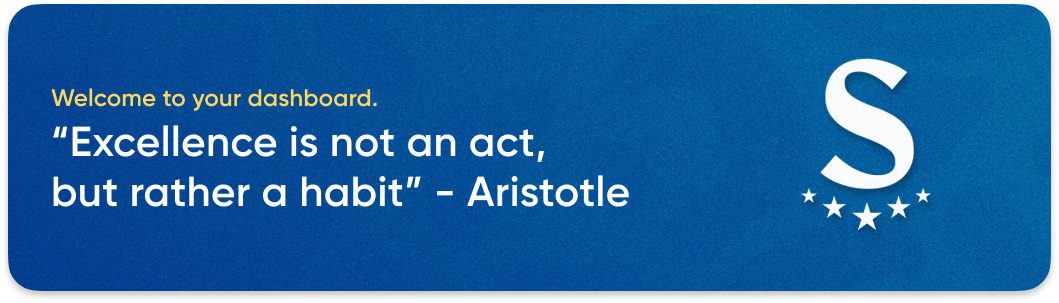 Welcome to your dashboard.
“Excellence is not an act,
but rather a habit” - Aristotle
S